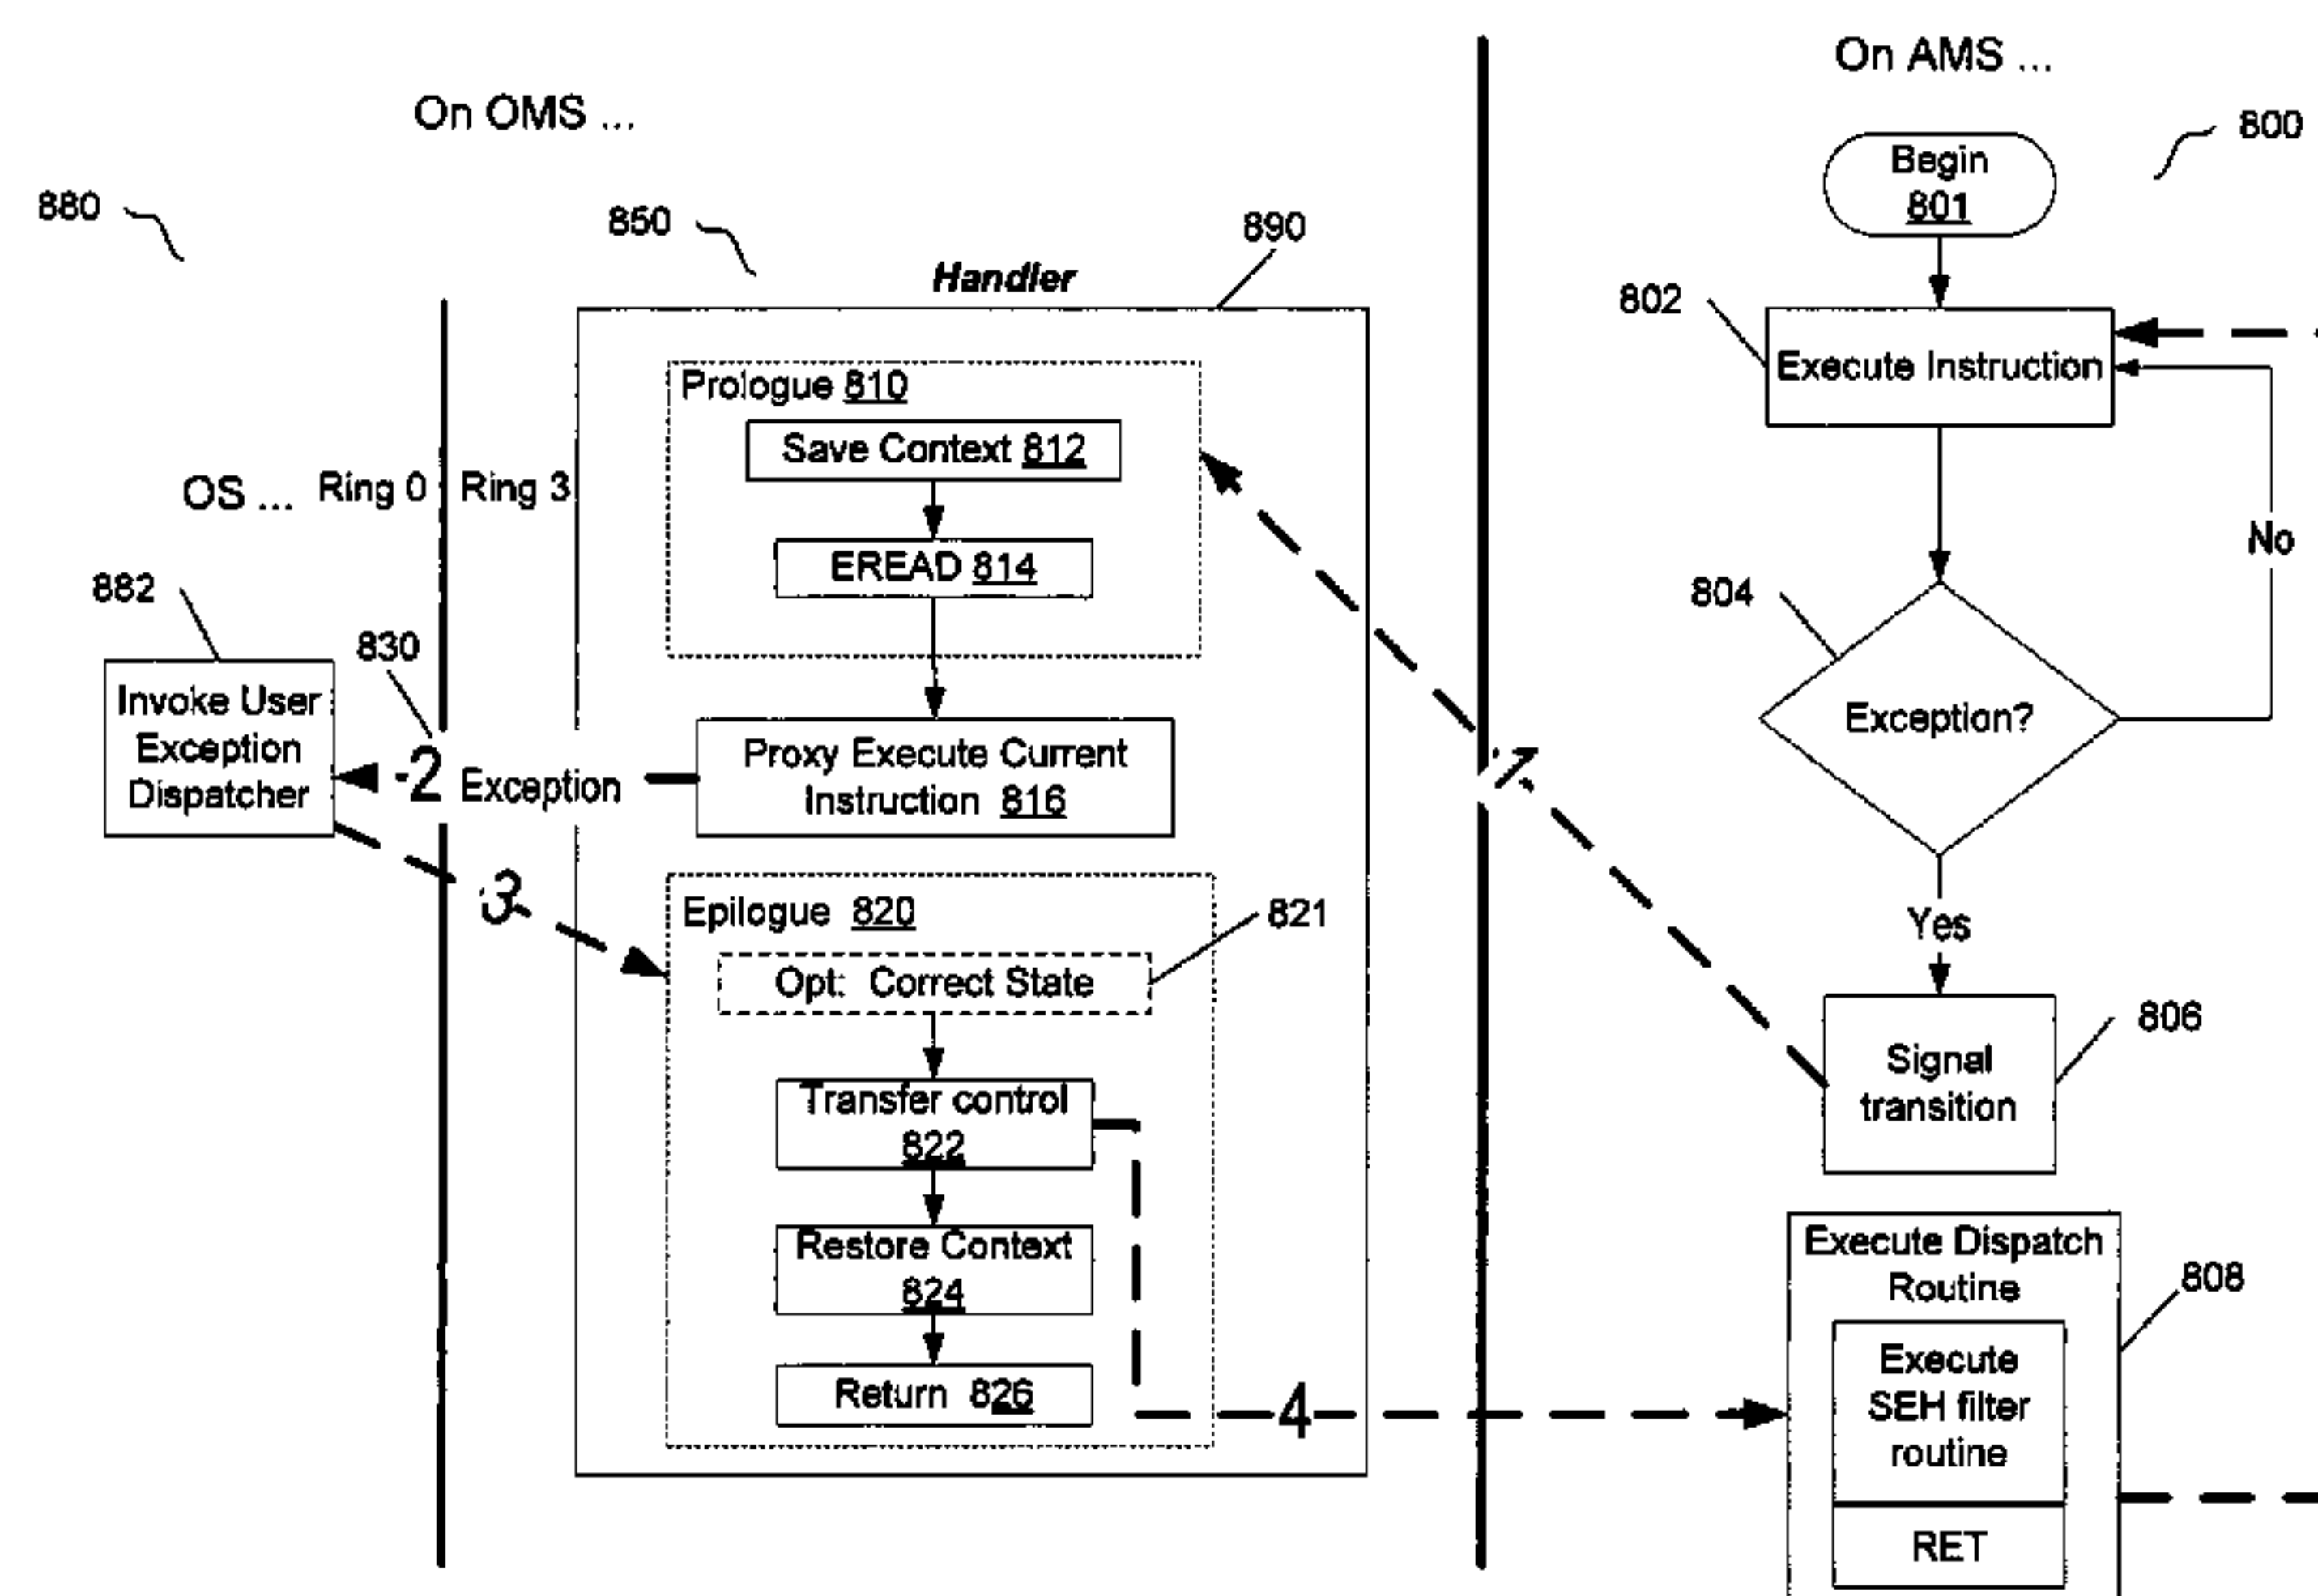 On OMS ...
On AMS ...
880
850
890
800
Handler
Begin
801
802
Execute Instruction
Prologue 810
Save Context 812
EREAD 814
OS ... Ring 0 Ring 3
No
882
830
804
Exception?
Invoke User
Exception
Dispatcher
2 Exception
Proxy Execute Current
Instruction 816
1
3
Yes
Epilogue 820
821
Opt: Correct State
806
Signal
transition
Transfer control
822
Restore Context
824
Return 826
4
Execute Dispatch
Routine
808
Execute
SEH filter
routine
RET